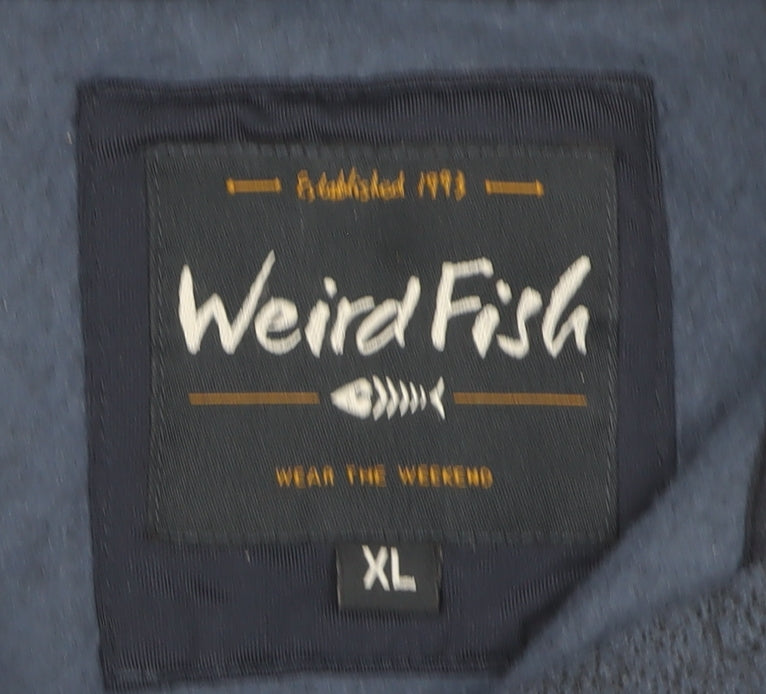 Established 1993
Weird Fish
WEAR THE WEEKEND
XL